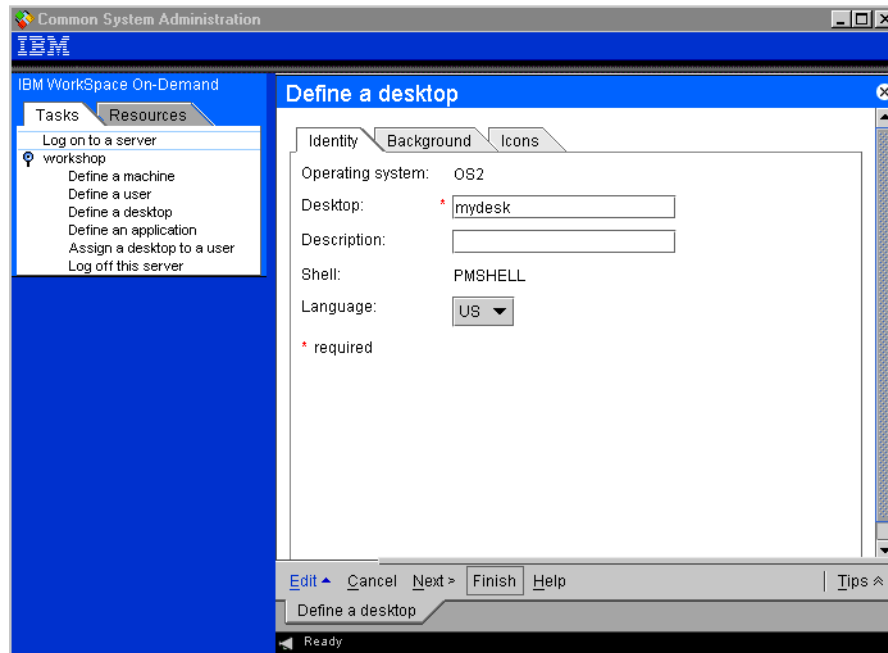 Common System Administration
IBM
IBM WorkSpace On-Demand
Tasks Resources
Log on to a server
workshop
Define a machine
Define a user
Define a desktop
Define an application
Assign a desktop to a user
Log off this server
Define a desktop
Identity Background Icons
Operating system: OS2
Desktop: * mydesk
Description:
Shell: PMSHELL
Language: US
* required
Edit Cancel Next > Finish Help Tips
Define a desktop
Ready